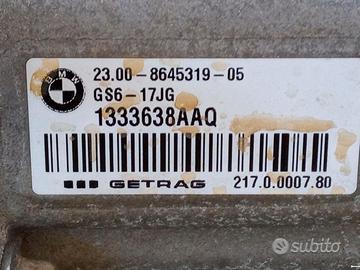 BMW
23.00-8645319-05
GS6-17JG
1333638AAQ
GETRAG 217.0.0007.80
subito